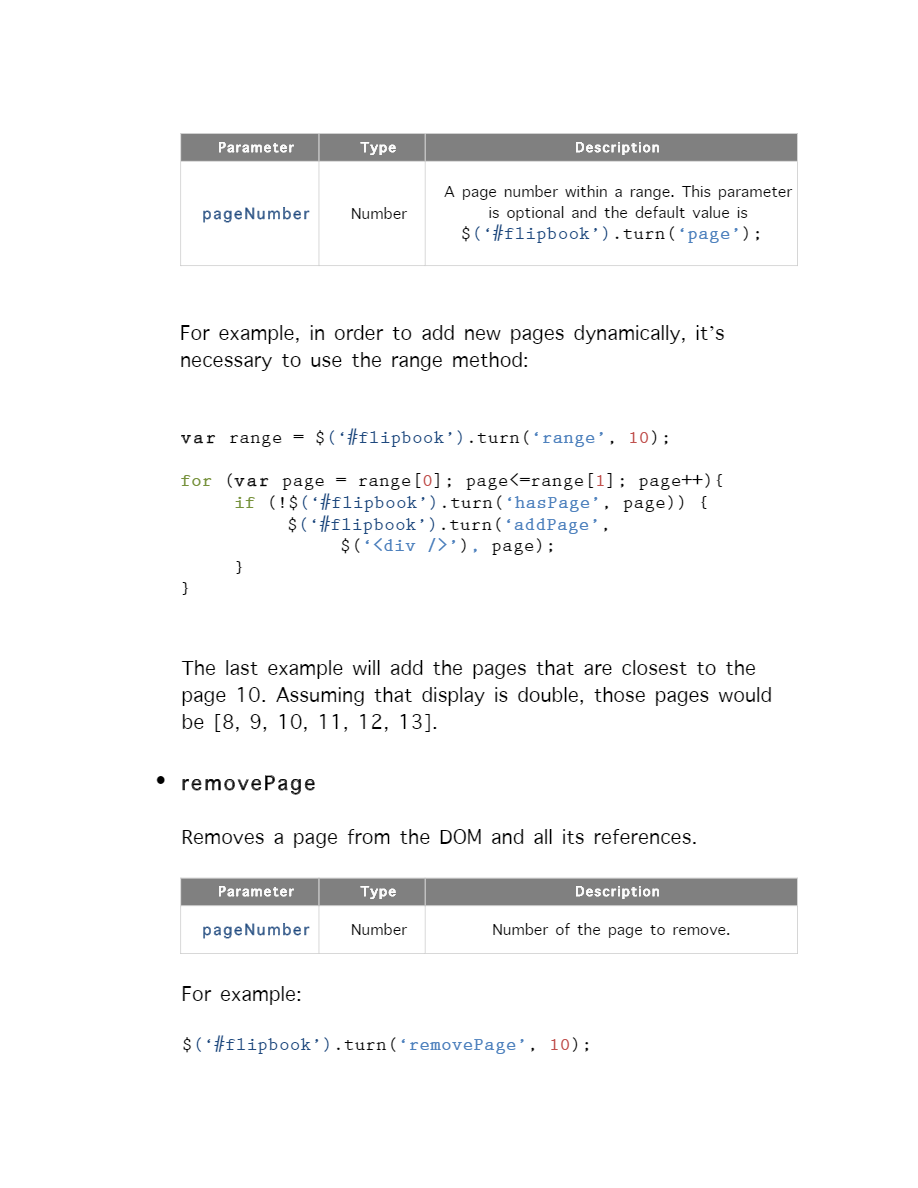 Parameter Type Description
A page number within a range. This parameter
pageNumber Number is optional and the default value is
$(‘#flipbook’).turn(‘page’);
For example, in order to add new pages dynamically, it’s
necessary to use the range method:
var range = $(‘#flipbook’).turn(‘range’, 10);
for (var page = range[0]; page<=range[1]; page++){
if (!$(‘#flipbook’).turn(‘hasPage’, page)) {
$(‘#flipbook’).turn(‘addPage’,
$(‘<div />’), page);
}
}
The last example will add the pages that are closest to the
page 10. Assuming that display is double, those pages would
be [8, 9, 10, 11, 12, 13].
• removePage
Removes a page from the DOM and all its references.
Parameter Type Description
pageNumber Number Number of the page to remove.
For example:
$(‘#flipbook’).turn(‘removePage’, 10);